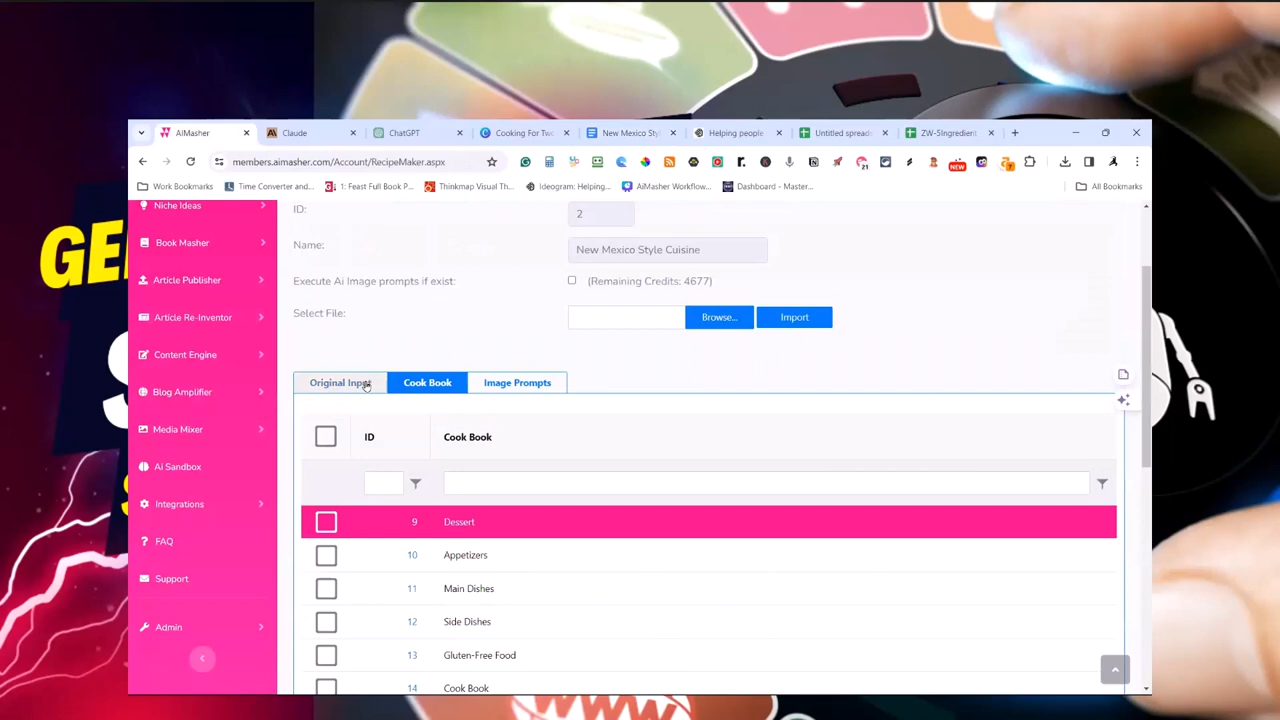 GE
S
S
WWW
AiMasher
Claude
ChatGPT
Cooking For Two
New Mexico Sty
Helping people
Untitled spread
ZW-5Ingredient
members.aimasher.com/Account/RecipeMaker.aspx
21
NEW
Work Bookmarks
Time Converter and...
1: Feast Full Book P...
Thinkmap Visual Th...
Ideogram: Helping...
AiMasher Workflow...
Dashboard - Master...
All Bookmarks
Niche Ideas
Book Masher
Article Publisher
Article Re-Inventor
Content Engine
Blog Amplifier
Media Mixer
Ai Sandbox
Integrations
FAQ
Support
Admin
ID:
2
Name:
New Mexico Style Cuisine
Execute Ai Image prompts if exist:
(Remaining Credits: 4677)
Select File:
Browse...
Import
Original Input
Cook Book
Image Prompts
ID
Cook Book
9
Dessert
10
Appetizers
11
Main Dishes
12
Side Dishes
13
Gluten-Free Food
14
Cook Book